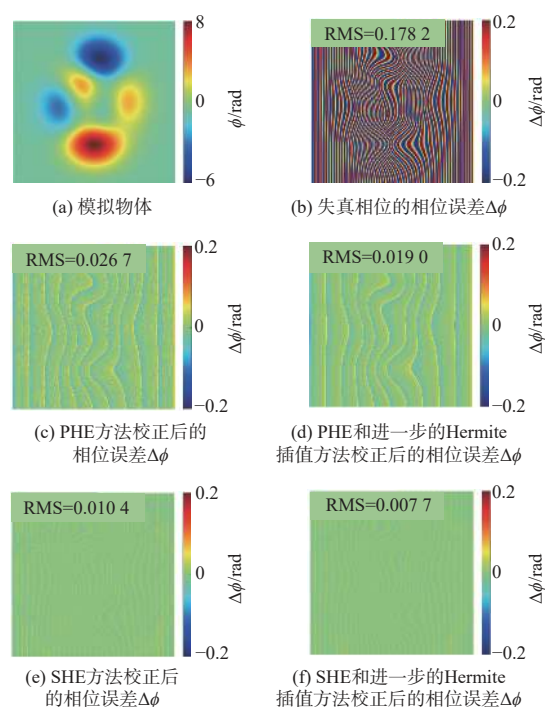 8
0
−6
ϕ/rad
(a) 模拟物体
RMS=0.178 2
0.2
0
−0.2
Δϕ/rad
(b) 失真相位的相位误差Δϕ
RMS=0.026 7
0.2
0
−0.2
Δϕ/rad
(c) PHE方法校正后的
相位误差Δϕ
RMS=0.019 0
0.2
0
−0.2
Δϕ/rad
(d) PHE和进一步的Hermite
插值方法校正后的相位误差Δϕ
RMS=0.010 4
0.2
0
−0.2
Δϕ/rad
(e) SHE方法校正后
的相位误差Δϕ
RMS=0.007 7
0.2
0
−0.2
Δϕ/rad
(f) SHE和进一步的Hermite
插值方法校正后的相位误差Δϕ